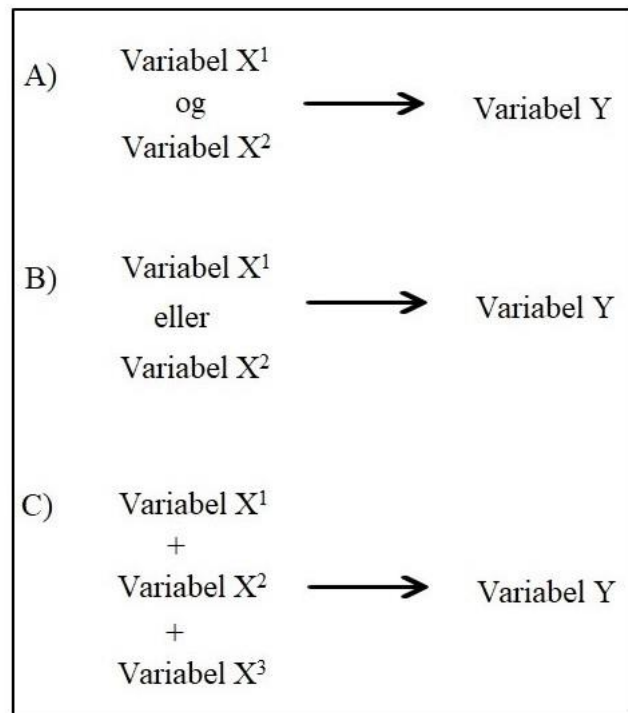 A)
Variabel X¹
og
Variabel X²
Variabel Y
B)
Variabel X¹
eller
Variabel X²
Variabel Y
C)
Variabel X¹
+
Variabel X²
+
Variabel X³
Variabel Y